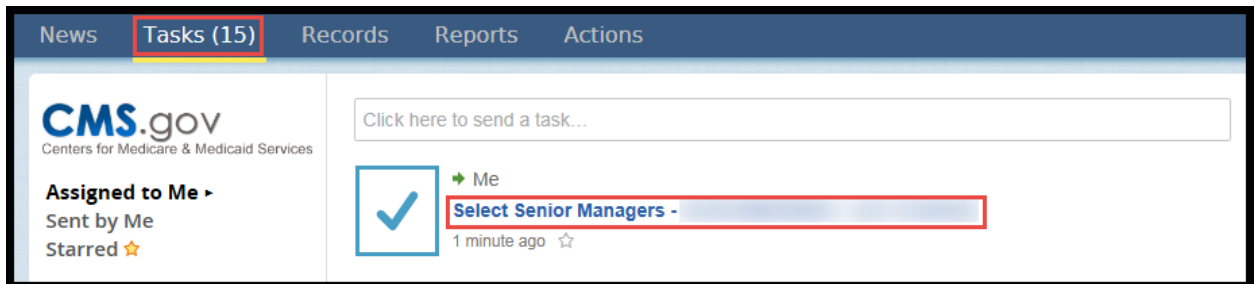 News Tasks (15) Records Reports Actions
CMS.gov
Centers for Medicare & Medicaid Services
Assigned to Me ▸
Sent by Me
Starred
Click here to send a task...
Me
Select Senior Managers -
1 minute ago